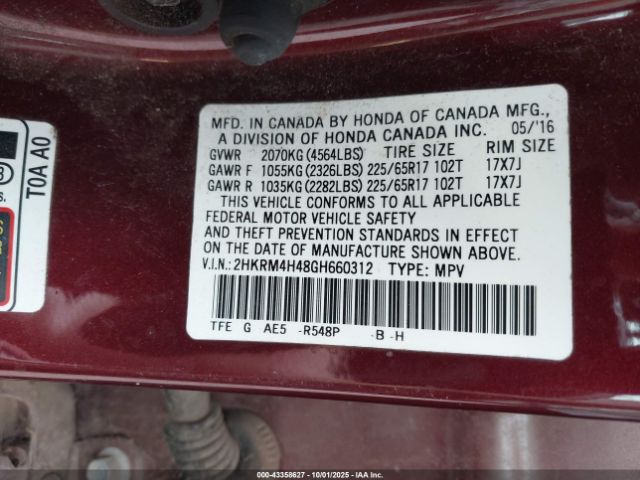 MFD. IN CANADA BY HONDA OF CANADA MFG.,
A DIVISION OF HONDA CANADA INC. 05/'16
GVWR 2070KG(4564LBS) TIRE SIZE RIM SIZE
GAWR F 1055KG(2326LBS) 225/65R17 102T 17X7J
GAWR R 1035KG(2282LBS) 225/65R17 102T 17X7J
THIS VEHICLE CONFORMS TO ALL APPLICABLE
FEDERAL MOTOR VEHICLE SAFETY
AND THEFT PREVENTION STANDARDS IN EFFECT
ON THE DATE OF MANUFACTURE SHOWN ABOVE.
V.I.N.: 2HKRM4H48GH660312 TYPE: MPV
TFE G AE5 -R548P -B -H
T0A A0
000-43358627 - 10/01/2025 - IAAI.COM